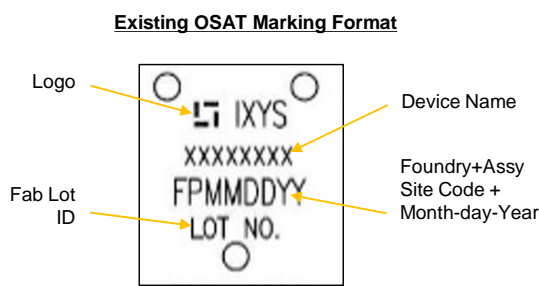 Existing OSAT Marking Format
Logo
IXYS
Device Name
XXXXXXXX
Foundry+Assy
Site Code +
Month-day-Year
FPMMDDYY
Fab Lot
ID
LOT NO.